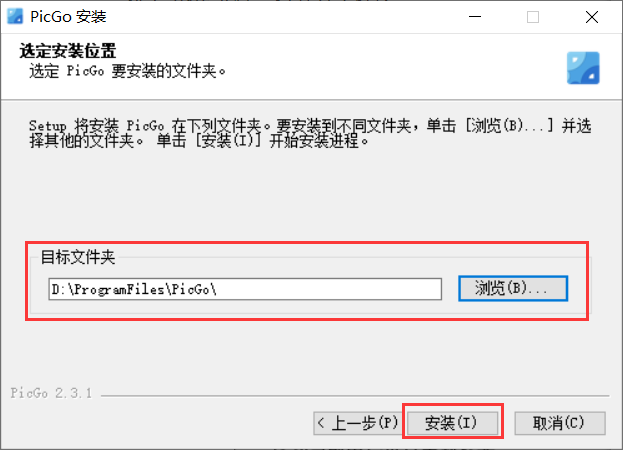 PicGo 安装
选定安装位置
选定 PicGo 要安装的文件夹。
Setup 将安装 PicGo 在下列文件夹。要安装到不同文件夹，单击 [浏览(B)...] 并选
择其他的文件夹。 单击 [安装(I)] 开始安装进程。
目标文件夹
D:\ProgramFiles\PicGo\
浏览(B)...
PicGo 2.3.1
< 上一步(P)
安装(I)
取消(C)